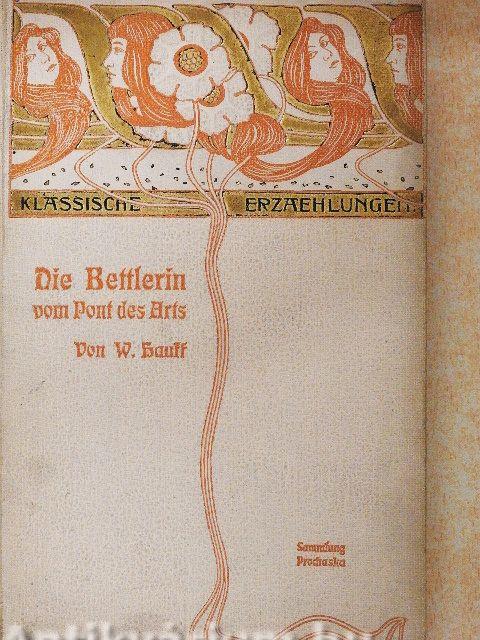 KLASSISCHE ERZAEHLUNGEN.
Die Bettlerin
vom Pont des Arts
Von W. Hauff
Sammlung
Prochaska